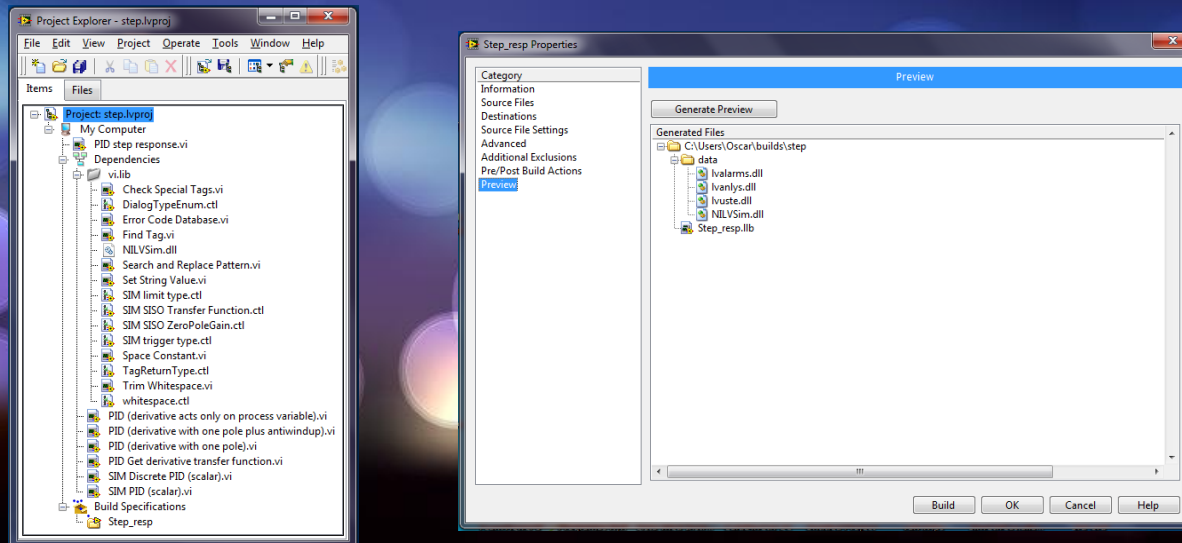 Project Explorer - step.lvproj
File Edit View Project Operate Tools Window Help
Items Files
Project: step.lvproj
My Computer
PID step response.vi
Dependencies
vi.lib
Check Special Tags.vi
DialogTypeEnum.ctl
Error Code Database.vi
Find Tag.vi
NILVSim.dll
Search and Replace Pattern.vi
Set String Value.vi
SIM limit type.ctl
SIM SISO Transfer Function.ctl
SIM SISO ZeroPoleGain.ctl
SIM trigger type.ctl
Space Constant.vi
TagReturnType.ctl
Trim Whitespace.vi
whitespace.ctl
PID (derivative acts only on process variable).vi
PID (derivative with one pole plus antiwindup).vi
PID (derivative with one pole).vi
PID Get derivative transfer function.vi
SIM Discrete PID (scalar).vi
SIM PID (scalar).vi
Build Specifications
Step_resp
Step_resp Properties
Category
Information
Source Files
Destinations
Source File Settings
Advanced
Additional Exclusions
Pre/Post Build Actions
Preview
Preview
Generate Preview
Generated Files
C:\Users\Oscar\builds\step
data
lvalarms.dll
lvanlys.dll
lvuste.dll
NILVSim.dll
Step_resp.llb
Build OK Cancel Help